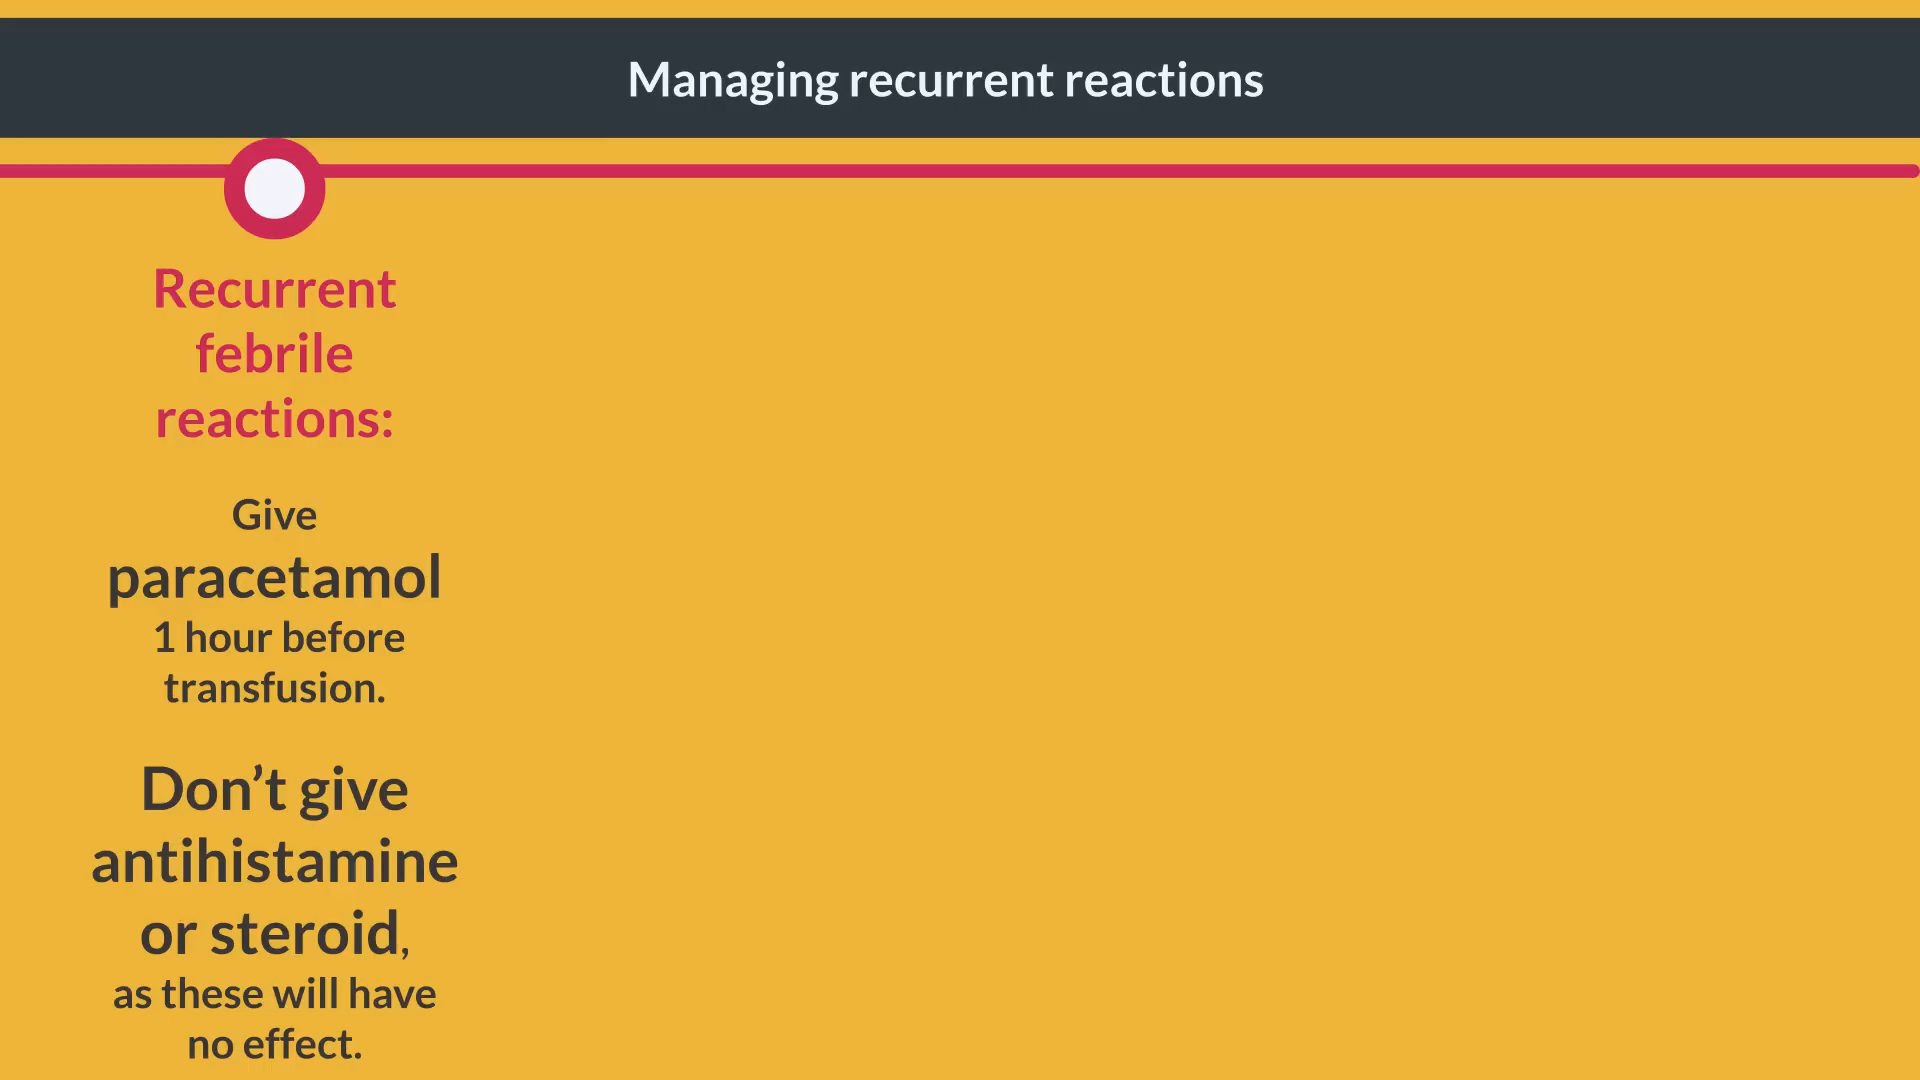 Managing recurrent reactions
Recurrent
febrile
reactions:
Give
paracetamol
1 hour before
transfusion.
Don’t give
antihistamine
or steroid,
as these will have
no effect.